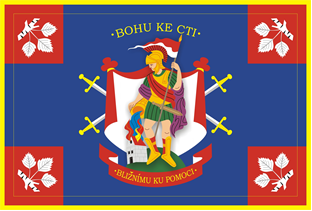 · BOHU KE CTI ·
· BLIŽNÍMU KU POMOCI ·